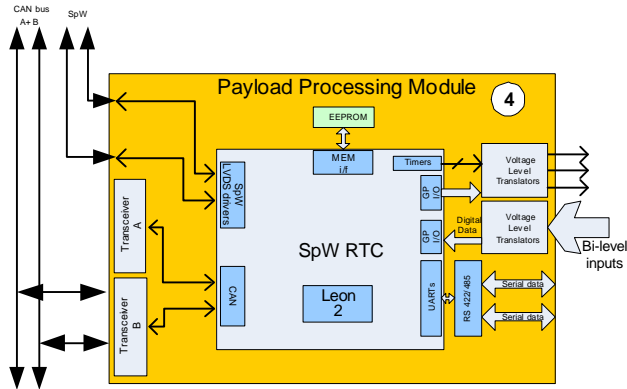 CAN bus
A+ B
SpW
Payload Processing Module
4
EEPROM
MEM
i/f
Timers
Voltage
Level
Translators
SpW
LVDS drivers
GP
I/O
Transceiver
A
Digital
Data
GP
I/O
Voltage
Level
Translators
Bi-level
inputs
SpW RTC
CAN
Leon
2
UARTs
RS 422/485
Serial data
Serial data
Transceiver
B